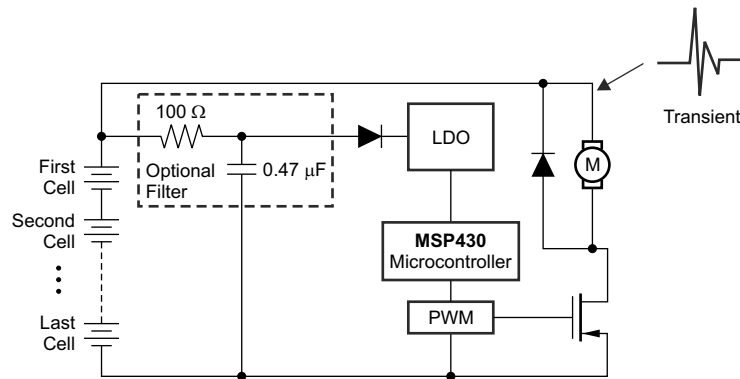 Transient
100 Ω
LDO
M
Optional
Filter
0.47 μF
First
Cell
Second
Cell
MSP430
Microcontroller
PWM
Last
Cell